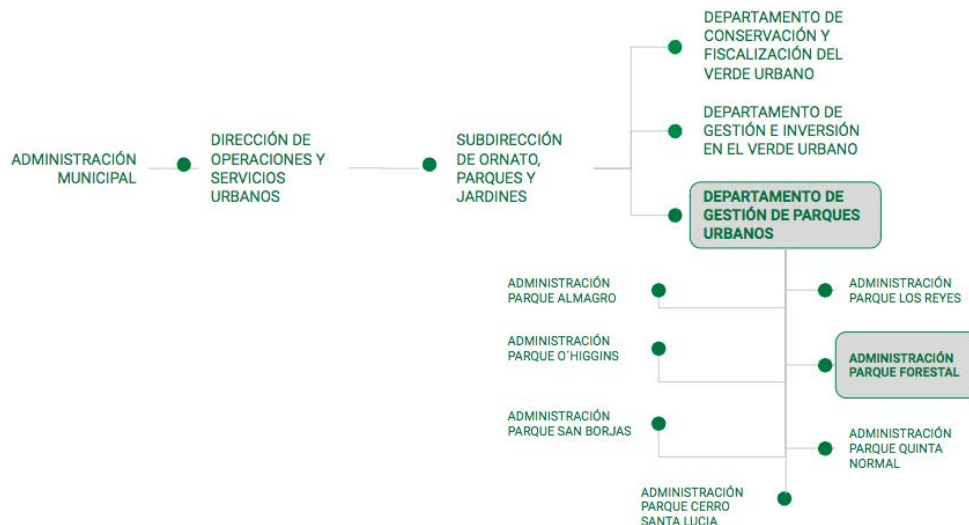 ADMINISTRACIÓN
MUNICIPAL
DIRECCIÓN DE
OPERACIONES Y
SERVICIOS
URBANOS
SUBDIRECCIÓN
DE ORNATO,
PARQUES Y
JARDINES
DEPARTAMENTO DE
CONSERVACIÓN Y
FISCALIZACIÓN DEL
VERDE URBANO
DEPARTAMENTO DE
GESTIÓN E INVERSIÓN
EN EL VERDE URBANO
DEPARTAMENTO DE
GESTIÓN DE PARQUES
URBANOS
ADMINISTRACIÓN
PARQUE ALMAGRO
ADMINISTRACIÓN
PARQUE LOS REYES
ADMINISTRACIÓN
PARQUE O´HIGGINS
ADMINISTRACIÓN
PARQUE FORESTAL
ADMINISTRACIÓN
PARQUE SAN BORJAS
ADMINISTRACIÓN
PARQUE QUINTA
NORMAL
ADMINISTRACIÓN
PARQUE CERRO
SANTA LUCIA